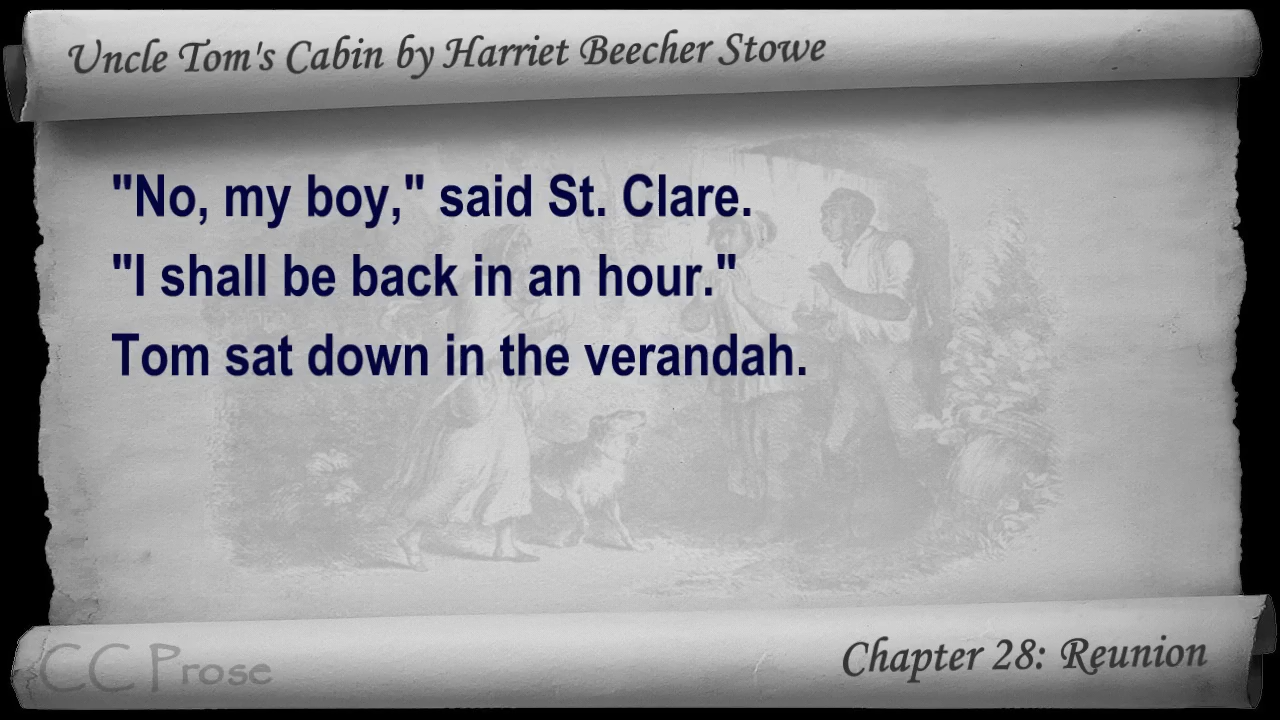 Uncle Tom's Cabin by Harriet Beecher Stowe
"No, my boy," said St. Clare.
"I shall be back in an hour."
Tom sat down in the verandah.
CC Prose
Chapter 28: Reunion